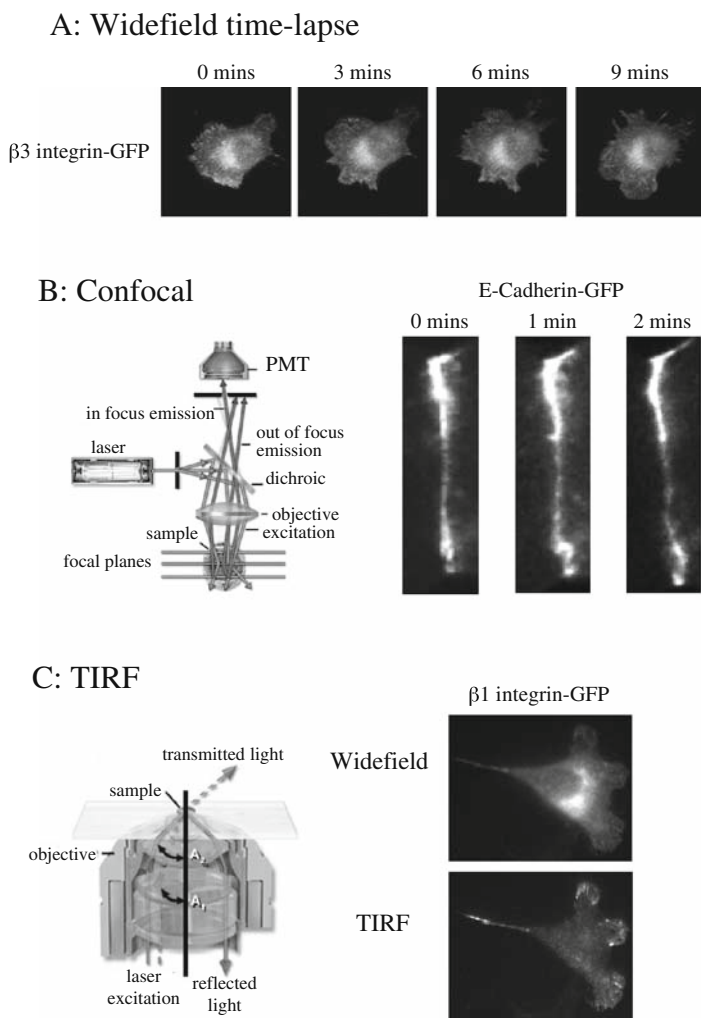 A: Widefield time-lapse
0 mins 3 mins 6 mins 9 mins
β3 integrin-GFP
B: Confocal
E-Cadherin-GFP
0 mins 1 min 2 mins
PMT
in focus emission
out of focus
emission
laser
dichroic
objective
excitation
sample
focal planes
C: TIRF
β1 integrin-GFP
transmitted light
Widefield
sample
objective
A₂
A₁
TIRF
laser
excitation
reflected
light